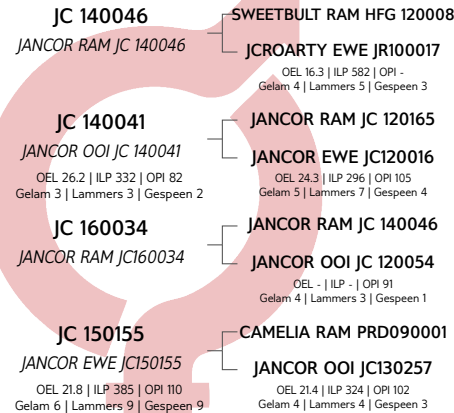 JC 140046
JANCOR RAM JC 140046
SWEETBULT RAM HFG 120008
JCROARTY EWE JR100017
OEL 16.3 | ILP 582 | OPI -
Gelam 4 | Lammers 5 | Gespeen 3
JC 140041
JANCOR OOI JC 140041
OEL 26.2 | ILP 332 | OPI 82
Gelam 3 | Lammers 3 | Gespeen 2
JANCOR RAM JC 120165
JANCOR EWE JC120016
OEL 24.3 | ILP 296 | OPI 105
Gelam 5 | Lammers 7 | Gespeen 4
JC 160034
JANCOR RAM JC160034
JANCOR RAM JC 140046
JANCOR OOI JC 120054
OEL - | ILP - | OPI 91
Gelam 4 | Lammers 3 | Gespeen 1
JC 150155
JANCOR EWE JC150155
OEL 21.8 | ILP 385 | OPI 110
Gelam 6 | Lammers 9 | Gespeen 9
CAMELIA RAM PRD090001
JANCOR OOI JC130257
OEL 21.4 | ILP 324 | OPI 102
Gelam 4 | Lammers 4 | Gespeen 3